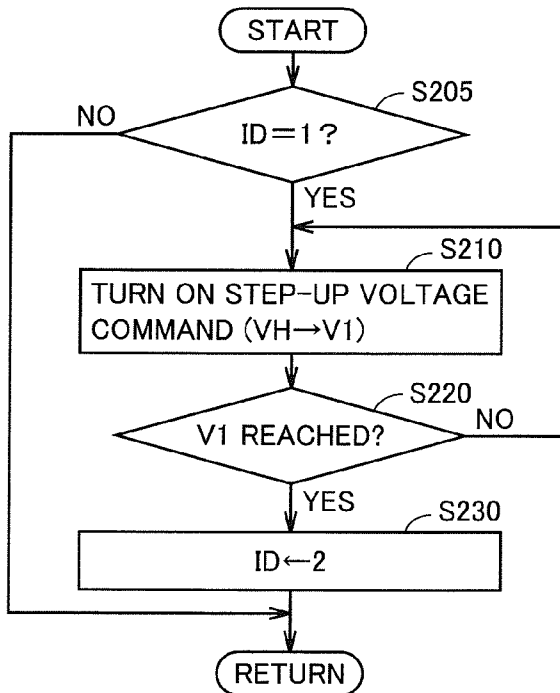 START
S205
NO
ID=1?
YES
S210
TURN ON STEP-UP VOLTAGE
COMMAND (VH→V1)
S220
V1 REACHED?
NO
YES
S230
ID←2
RETURN